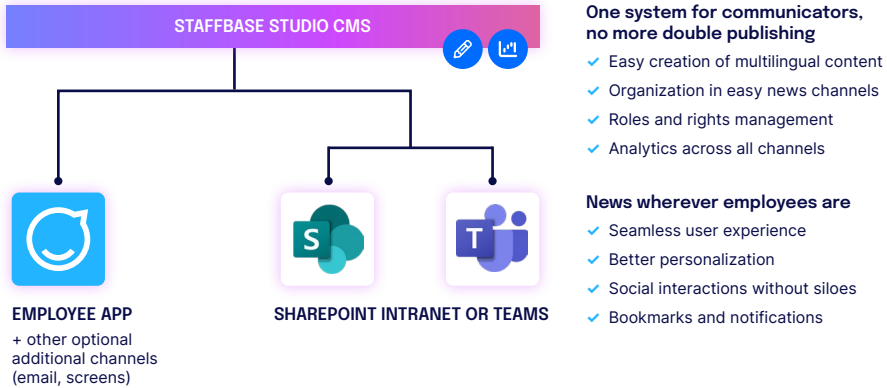 STAFFBASE STUDIO CMS
S
T
EMPLOYEE APP
+ other optional
additional channels
(email, screens)
SHAREPOINT INTRANET OR TEAMS
One system for communicators,
no more double publishing
Easy creation of multilingual content
Organization in easy news channels
Roles and rights management
Analytics across all channels
News wherever employees are
Seamless user experience
Better personalization
Social interactions without siloes
Bookmarks and notifications